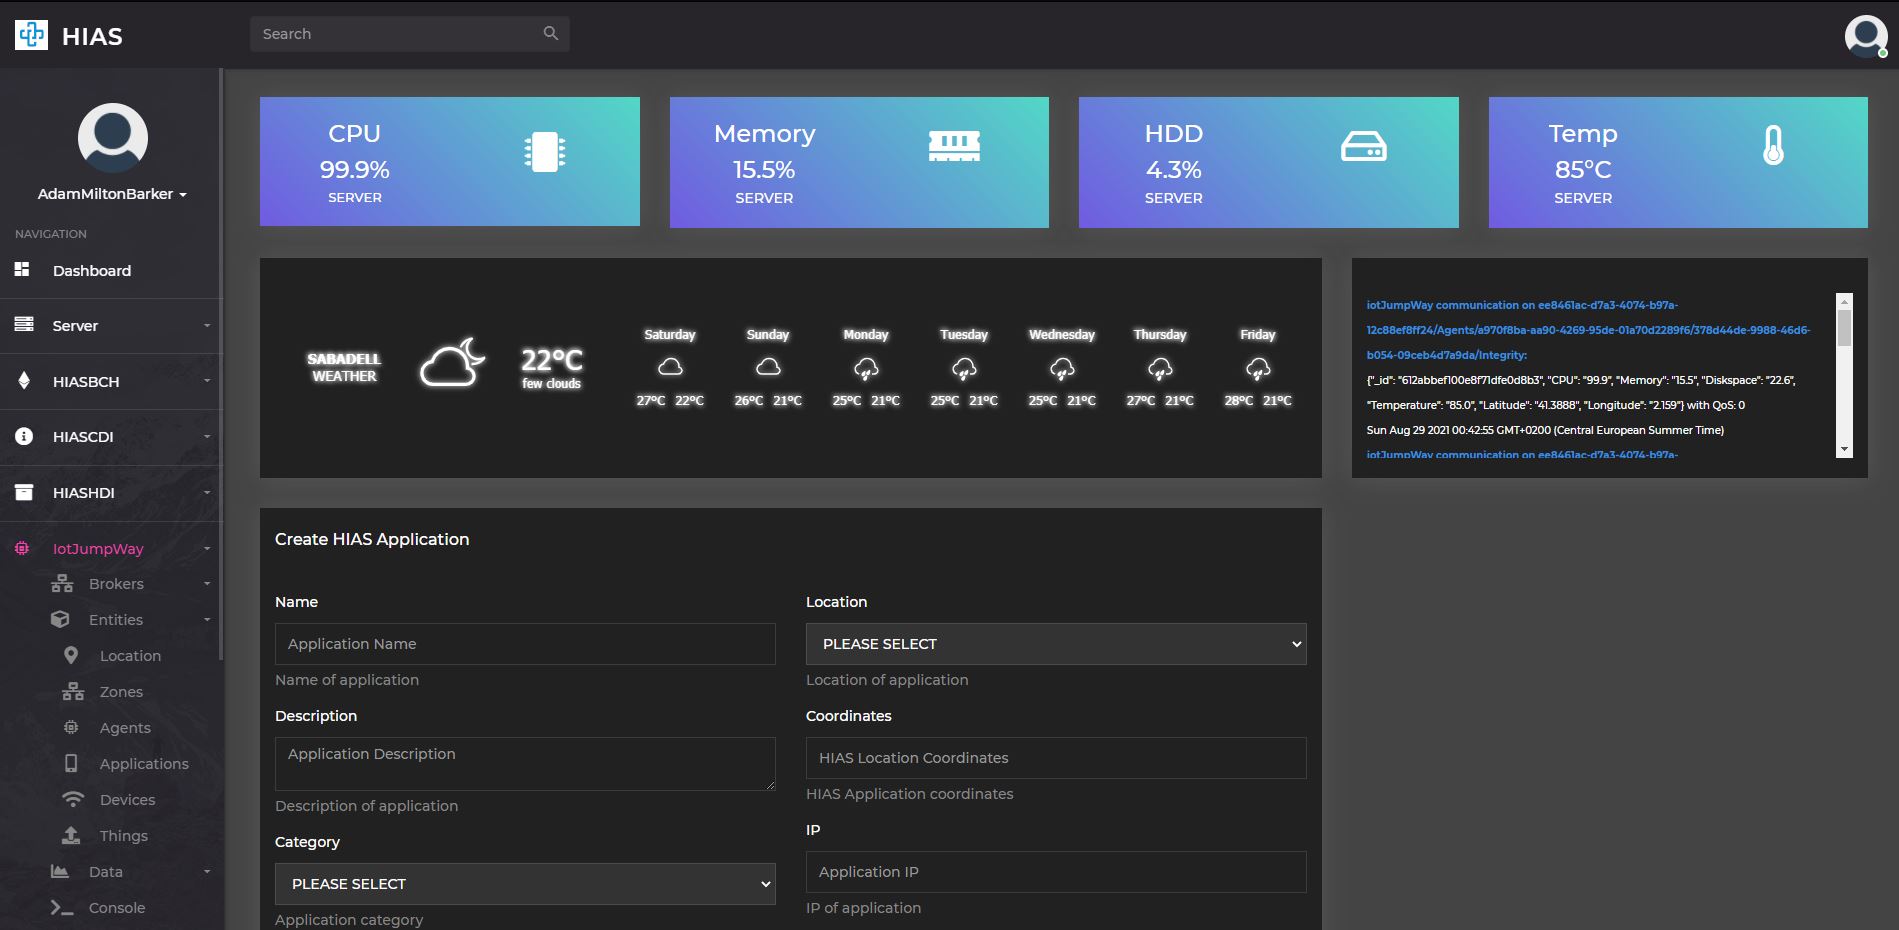 HIAS
Search
AdamMiltonBarker
NAVIGATION
Dashboard
Server
HIASBCH
HIASCDI
HIASHDI
IotJumpWay
Brokers
Entities
Location
Zones
Agents
Applications
Devices
Things
Data
Console
CPU
99.9%
SERVER
Memory
15.5%
SERVER
HDD
4.3%
SERVER
Temp
85°C
SERVER
SABADELL
WEATHER
22°C
few clouds
Saturday
27°C 22°C
Sunday
26°C 21°C
Monday
25°C 21°C
Tuesday
25°C 21°C
Wednesday
25°C 21°C
Thursday
27°C 21°C
Friday
28°C 21°C
iotJumpWay communication on ee8461ac-d7a3-4074-b97a-
12c88ef8ff24/Agents/a970f8ba-aa90-4269-95de-01a70d2289f6/378d44de-9988-46d6-
b054-09ceb4d7a9da/Integrity:
{"_id": "612abbef100e8f71dfe0d8b3", "CPU": "99.9", "Memory": "15.5", "Diskspace": "22.6",
"Temperature": "85.0", "Latitude": "41.3888", "Longitude": "2.159"} with QoS: 0
Sun Aug 29 2021 00:42:55 GMT+0200 (Central European Summer Time)
iotJumpWay communication on ee8461ac-d7a3-4074-b97a-
Create HIAS Application
Name
Application Name
Name of application
Description
Application Description
Description of application
Category
PLEASE SELECT
Application category
Location
PLEASE SELECT
Location of application
Coordinates
HIAS Location Coordinates
HIAS Application coordinates
IP
Application IP
IP of application